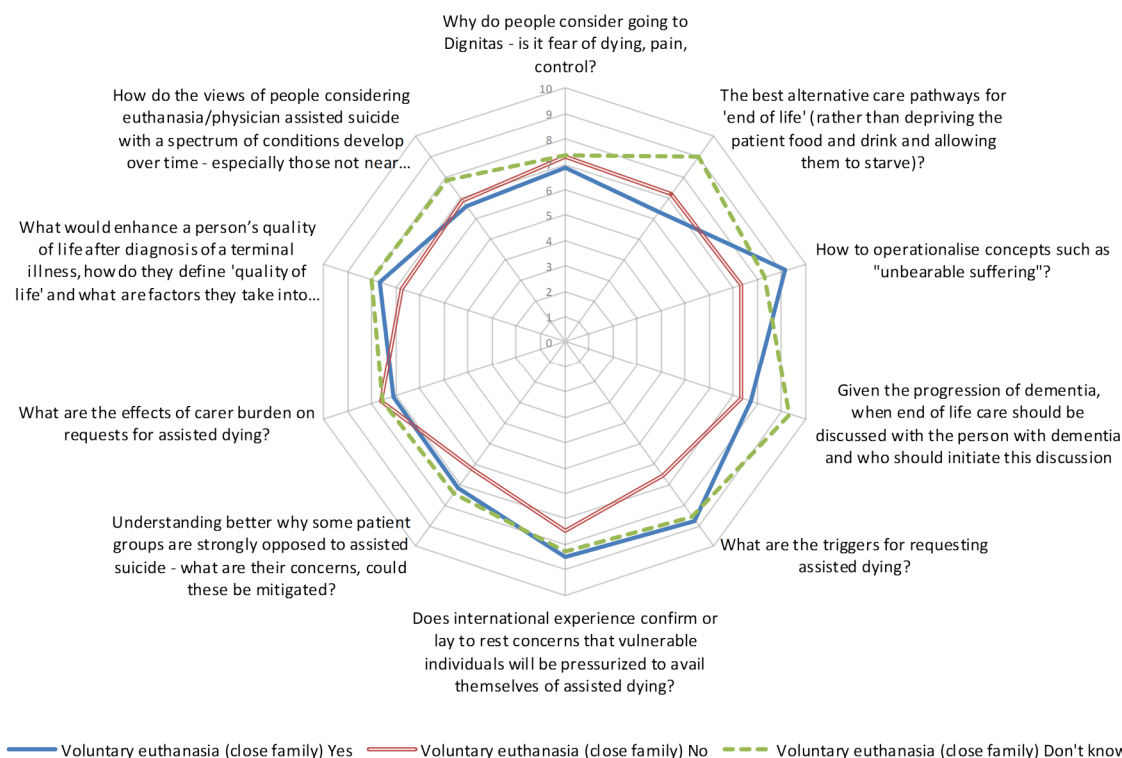 Why do people consider going to
Dignitas - is it fear of dying, pain,
control?
The best alternative care pathways for
'end of life' (rather than depriving the
patient food and drink and allowing
them to starve)?
How to operationalise concepts such as
"unbearable suffering"?
Given the progression of dementia,
when end of life care should be
discussed with the person with dementia
and who should initiate this discussion
What are the triggers for requesting
assisted dying?
Does international experience confirm or
lay to rest concerns that vulnerable
individuals will be pressurized to avail
themselves of assisted dying?
Understanding better why some patient
groups are strongly opposed to assisted
suicide - what are their concerns, could
these be mitigated?
What are the effects of carer burden on
requests for assisted dying?
What would enhance a person’s quality
of life after diagnosis of a terminal
illness, how do they define 'quality of
life' and what are factors they take into…
How do the views of people considering
euthanasia/physician assisted suicide
with a spectrum of conditions develop
over time - especially those not near…
10
9
8
6
5
4
3
2
1
0
Voluntary euthanasia (close family) Yes
Voluntary euthanasia (close family) No
Voluntary euthanasia (close family) Don't know